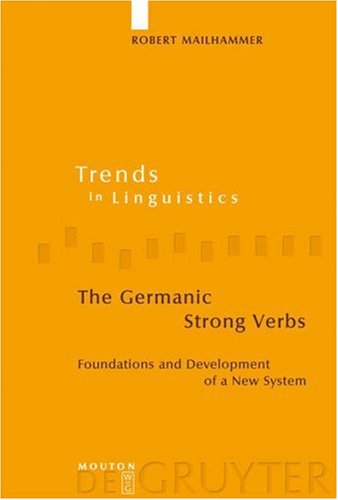 ROBERT MAILHAMMER
Trends
in Linguistics
The Germanic
Strong Verbs
Foundations and Development
of a New System
MOUTON
DE GRUYTER